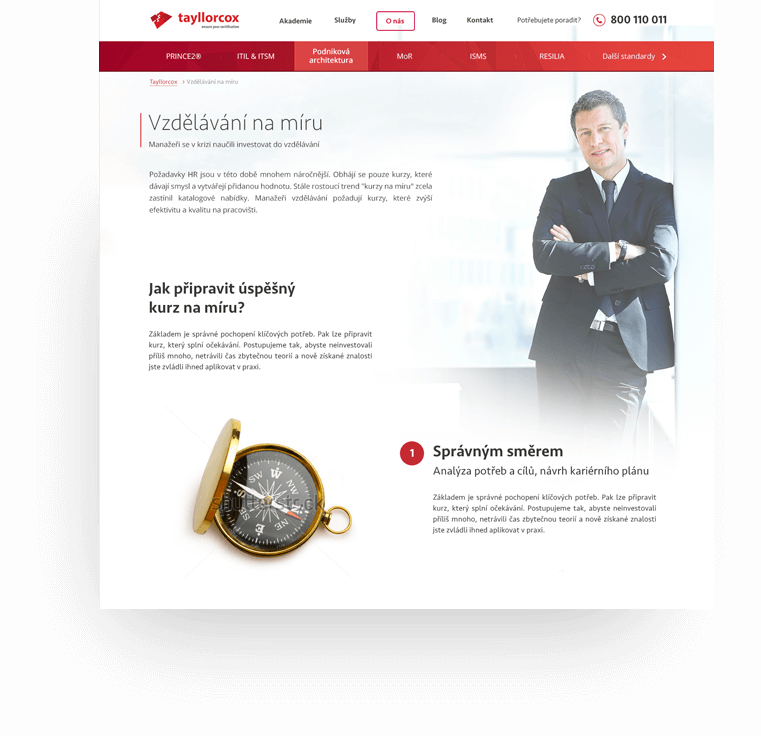 tayllorcox
secure your certification
Akademie
Služby
O nás
Blog
Kontakt
Potřebujete poradit?
800 110 011
PRINCE2®
ITIL & ITSM
Podniková
architektura
MoR
ISMS
RESILIA
Další standardy
Tayllorcox > Vzdělávání na míru
Vzdělávání na míru
Manažeři se v krizi naučili investovat do vzdělávání
Požadavky HR jsou v této době mnohem náročnější. Obhájí se pouze kurzy, které
dávají smysl a vytvářejí přidanou hodnotu. Stále rostoucí trend "kurzy na míru" zcela
zastínil katalogové nabídky. Manažeři vzdělávání požadují kurzy, které zvýší
efektivitu a kvalitu na pracovišti.
Jak připravit úspěšný
kurz na míru?
Základem je správné pochopení klíčových potřeb. Pak lze připravit
kurz, který splní očekávání. Postupujeme tak, abyste neinvestovali
příliš mnoho, netrávili čas zbytečnou teorií a nově získané znalosti
jste zvládli ihned aplikovat v praxi.
1
Správným směrem
Analýza potřeb a cílů, návrh kariérního plánu
Základem je správné pochopení klíčových potřeb. Pak lze připravit
kurz, který splní očekávání. Postupujeme tak, abyste neinvestovali
příliš mnoho, netrávili čas zbytečnou teorií a nově získané znalosti
jste zvládli ihned aplikovat v praxi.
SSW
SW
W
WNW
NW
S
N
E